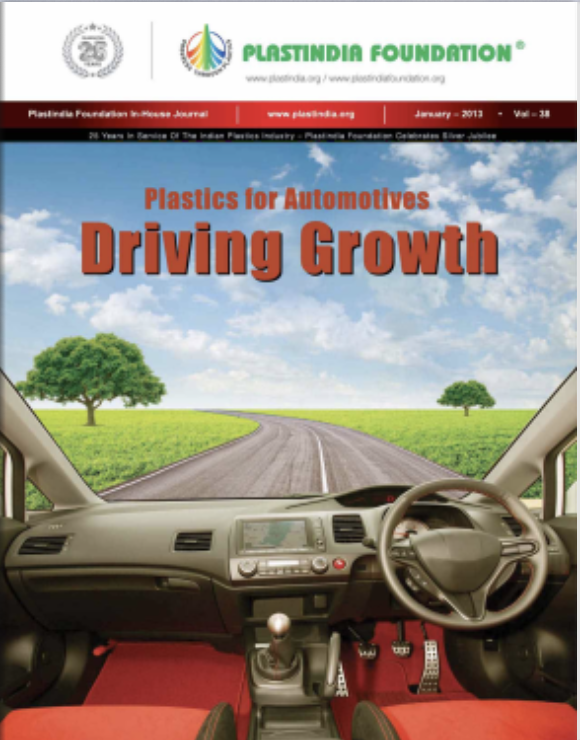 25
YEARS
PLASTINDIA FOUNDATION®
www.plastindia.org / www.plastindiafoundation.org
Plastindia Foundation In-House Journal
www.plastindia.org
January – 2013 • Vol – 38
25 Years In Service Of The Indian Plastics Industry – Plastindia Foundation Celebrates Silver Jubilee
Plastics for Automotives
Driving Growth